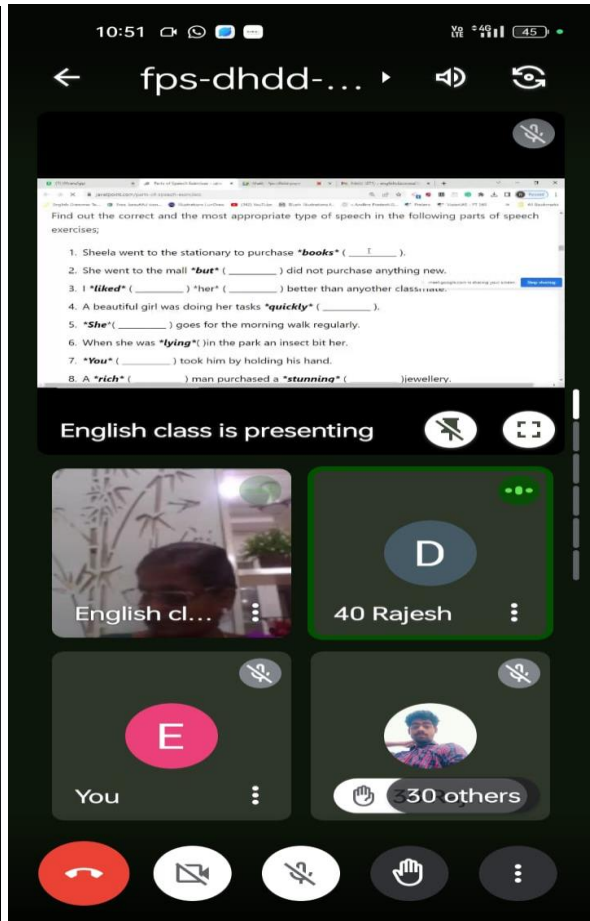 10:51
Vo LTE 4G 45
fps-dhdd-...
Find out the correct and the most appropriate type of speech in the following parts of speech
exercises;
1. Sheela went to the stationary to purchase *books* ( ________ ).
2. She went to the mall *but* ( ________ ) did not purchase anything new.
3. I *liked* ( ________ ) *her* ( ________ ) better than anyother classmate.
4. A beautiful girl was doing her tasks *quickly* ( ________ ).
5. *She*( ________ ) goes for the morning walk regularly.
6. When she was *lying*( )in the park an insect bit her.
7. *You* ( ________ ) took him by holding his hand.
8. A *rich* ( ________ ) man purchased a *stunning* ( ________ )jewellery.
English class is presenting
D
English cl...
40 Rajesh
E
You
30 others